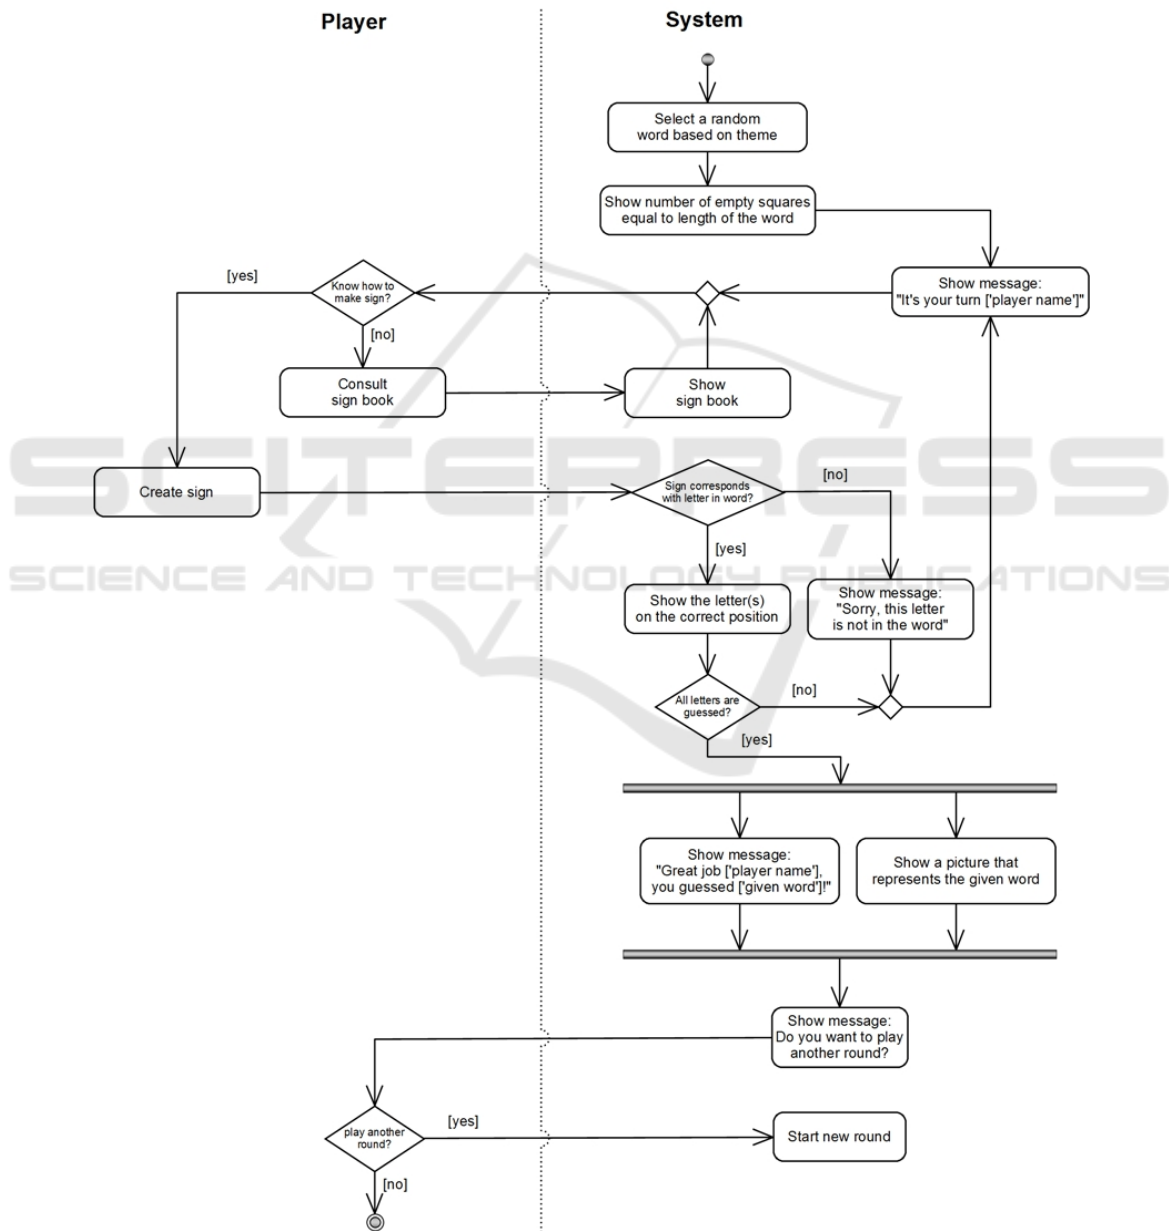 Player
System
Select a random
word based on theme
Show number of empty squares
equal to length of the word
Show message:
"It's your turn ['player name']"
[yes]
Know how to
make sign?
[no]
Consult
sign book
Show
sign book
SCITEPRESS
SCIENCE AND TECHNOLOGY PUBLICATIONS
Create sign
Sign corresponds
with letter in word?
[no]
[yes]
Show the letter(s)
on the correct position
Show message:
"Sorry, this letter
is not in the word"
All letters are
guessed?
[no]
[yes]
Show message:
"Great job ['player name'],
you guessed ['given word']!"
Show a picture that
represents the given word
Show message:
Do you want to play
another round?
play another
round?
[yes]
Start new round
[no]